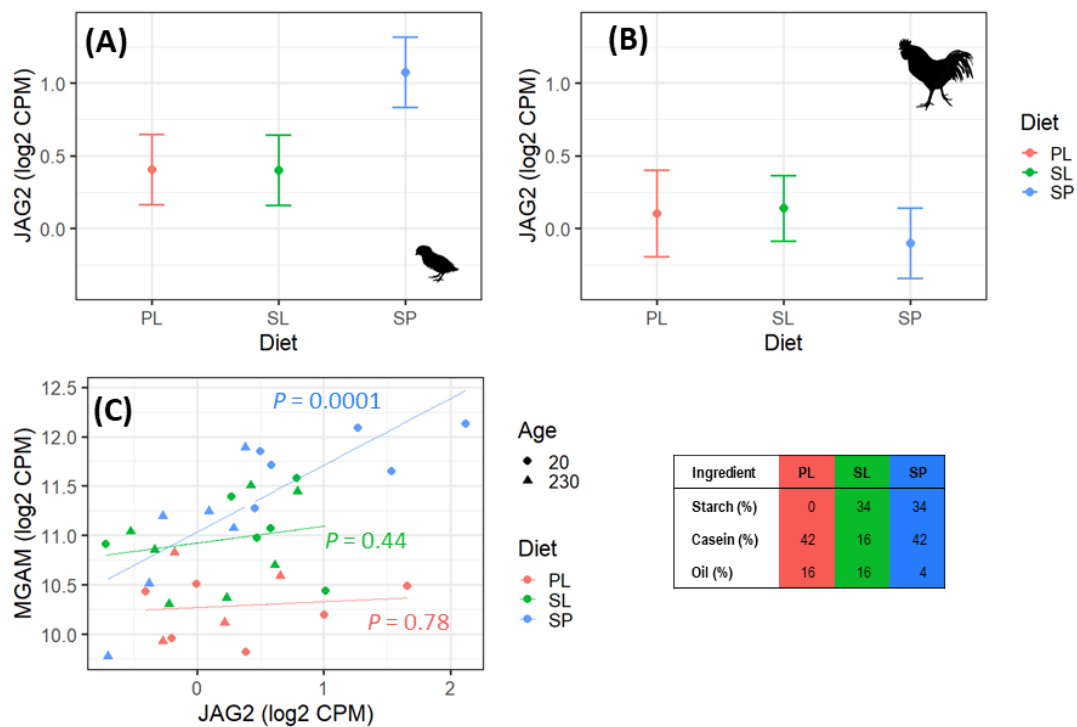 (A)
JAG2 (log2 CPM)
1.0
0.5
0.0
PL SL SP
Diet
(B)
JAG2 (log2 CPM)
1.0
0.5
0.0
PL SL SP
Diet
Diet
PL
SL
SP
(C)
MGAM (log2 CPM)
12.5
12.0
11.5
11.0
10.5
10.0
P = 0.0001
P = 0.44
P = 0.78
0 1 2
JAG2 (log2 CPM)
Age
20
230
Diet
PL
SL
SP
Ingredient PL SL SP
Starch (%) 0 34 34
Casein (%) 42 16 42
Oil (%) 16 16 4